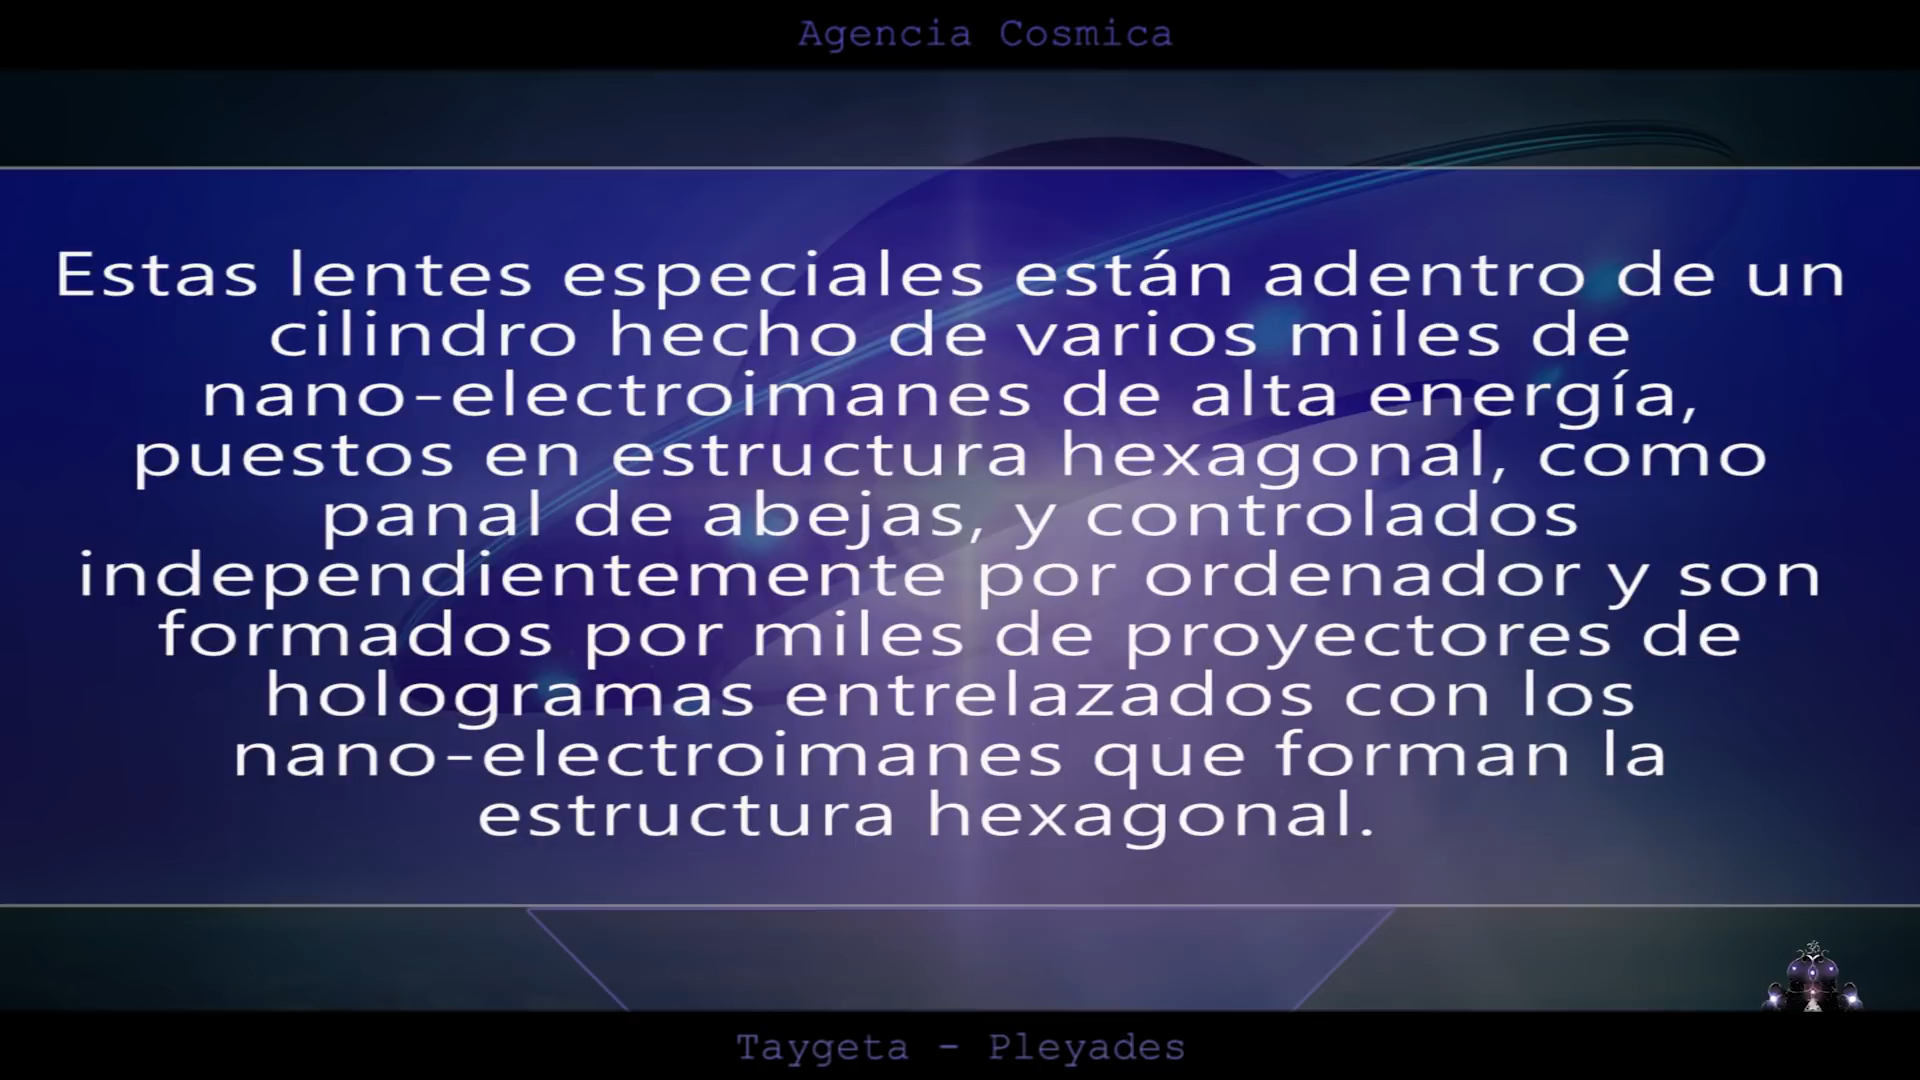 Agencia Cosmica
Estas lentes especiales están adentro de un
cilindro hecho de varios miles de
nano-electroimanes de alta energía,
puestos en estructura hexagonal, como
panal de abejas, y controlados
independientemente por ordenador y son
formados por miles de proyectores de
hologramas entrelazados con los
nano-electroimanes que forman la
estructura hexagonal.
Taygeta - Pleyades